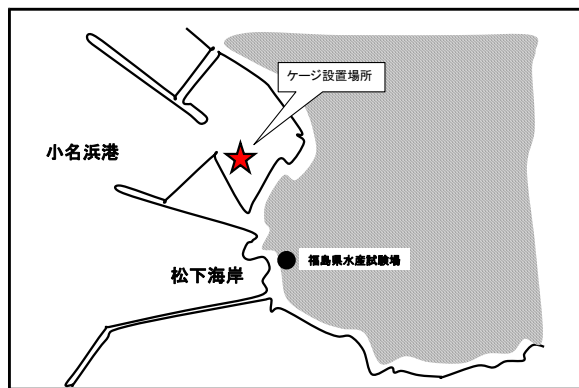 ケージ設置場所
小名浜港
福島県水産試験場
松下海岸